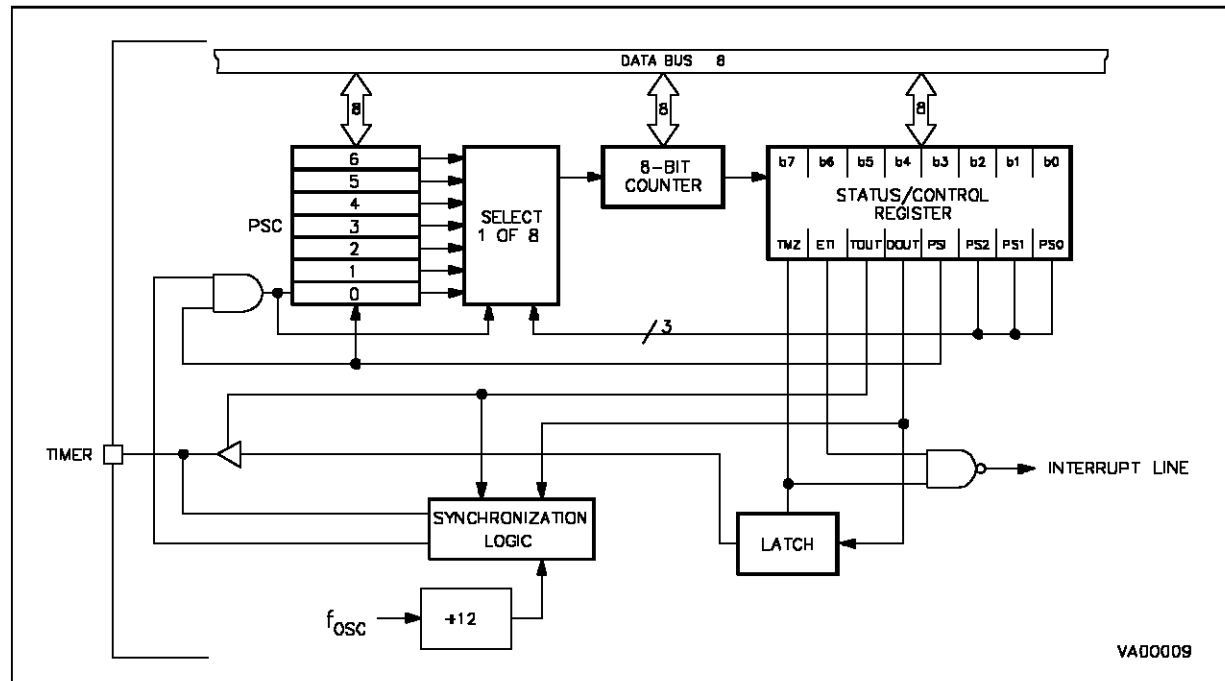 DATA BUS 8
8 8 8
6
5
4
3
2
1
0
PSC
SELECT
1 OF 8
8-BIT
COUNTER
b7 b6 b5 b4 b3 b2 b1 b0
STATUS/CONTROL
REGISTER
TMZ ETI TOUT DOUT PSI PS2 PS1 PS0
3
TIMER
INTERRUPT LINE
SYNCHRONIZATION
LOGIC
LATCH
fOSC
÷12
VA00009